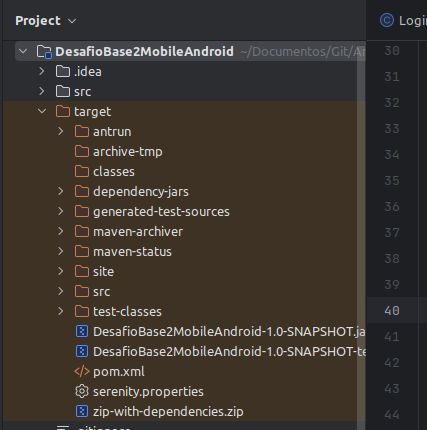 Project
Login
DesafioBase2MobileAndroid ~/Documentos/Git/A
30
.idea
31
src
32
target
33
antrun
34
archive-tmp
35
classes
36
dependency-jars
37
generated-test-sources
maven-archiver
38
maven-status
39
site
src
test-classes
40
DesafioBase2MobileAndroid-1.0-SNAPSHOT.ja
41
DesafioBase2MobileAndroid-1.0-SNAPSHOT-te
42
pom.xml
serenity.properties
43
zip-with-dependencies.zip
44